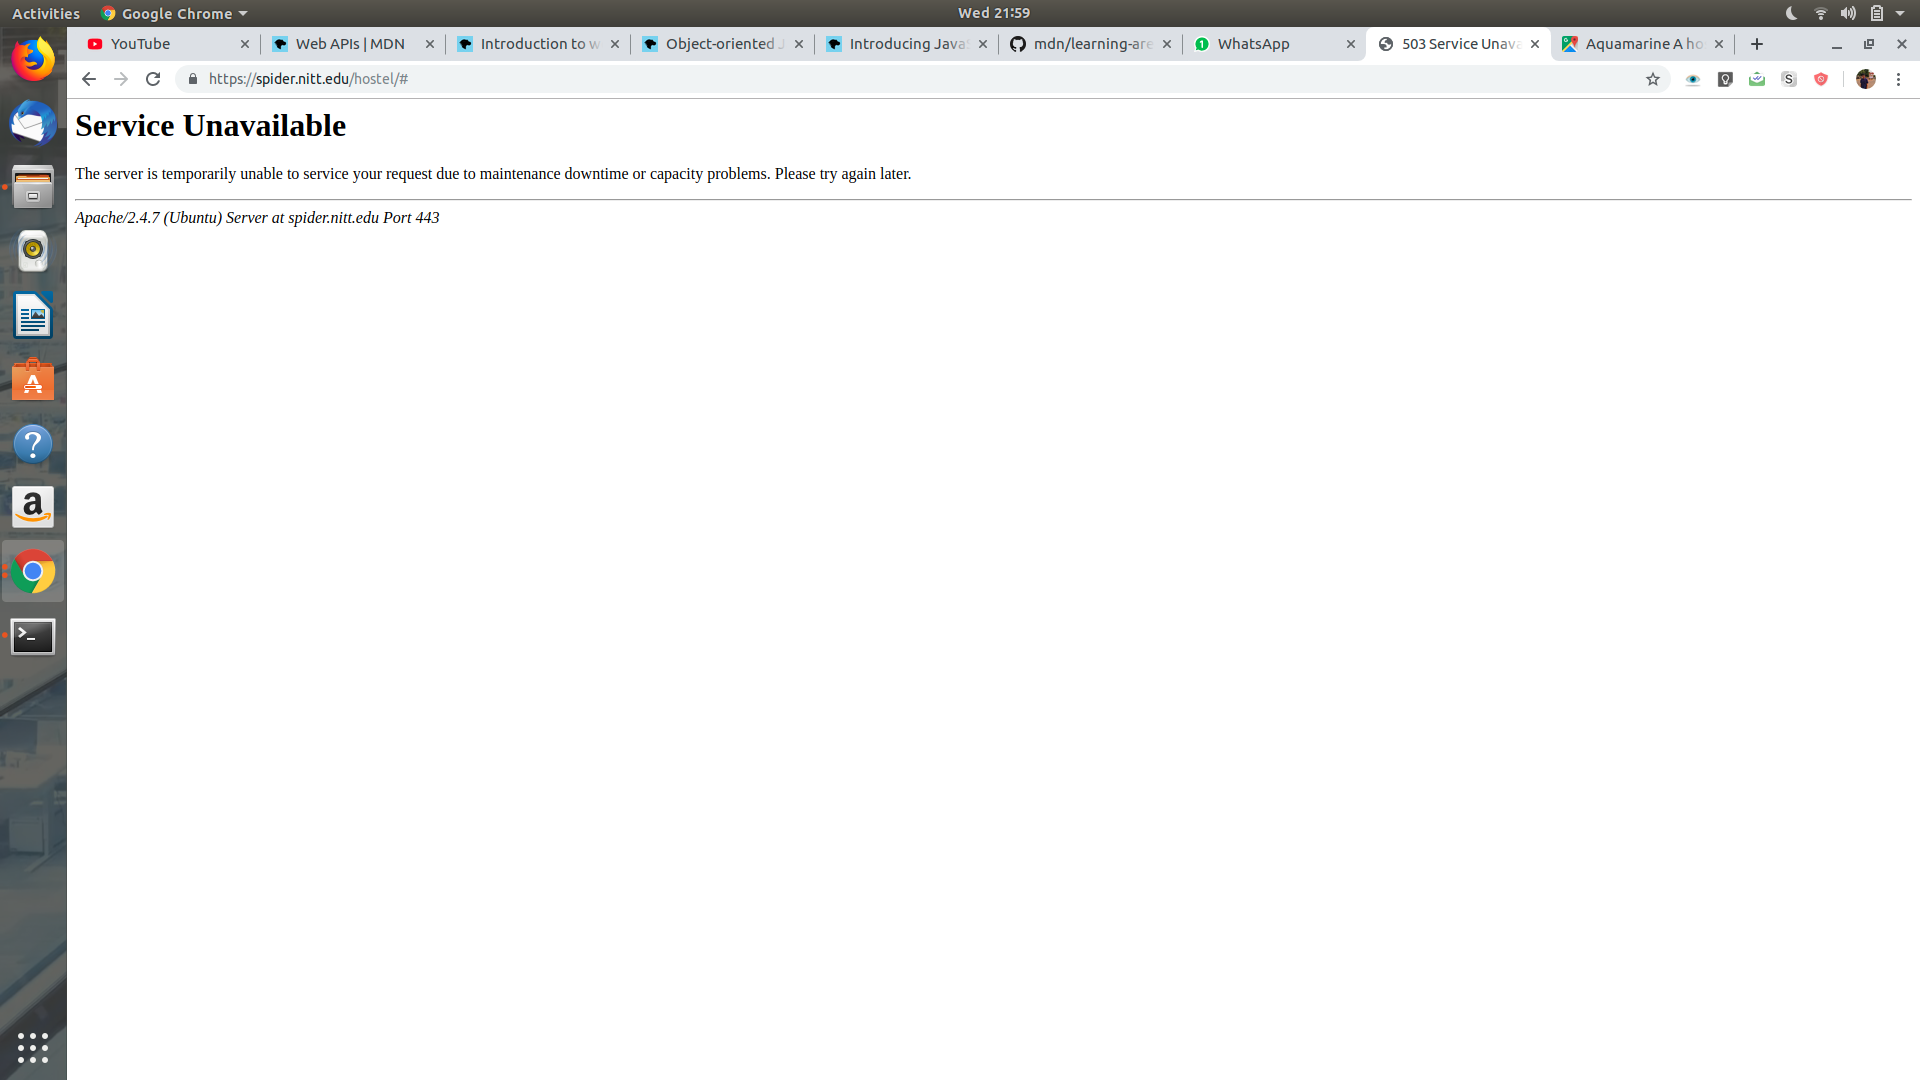 Activities
Google Chrome
Wed 21:59
YouTube
Web APIs | MDN
Introduction to w
Object-oriented J
Introducing JavaS
mdn/learning-are
1
WhatsApp
503 Service Unava
Aquamarine A ho
https://spider.nitt.edu/hostel/#
S
Service Unavailable
The server is temporarily unable to service your request due to maintenance downtime or capacity problems. Please try again later.
Apache/2.4.7 (Ubuntu) Server at spider.nitt.edu Port 443